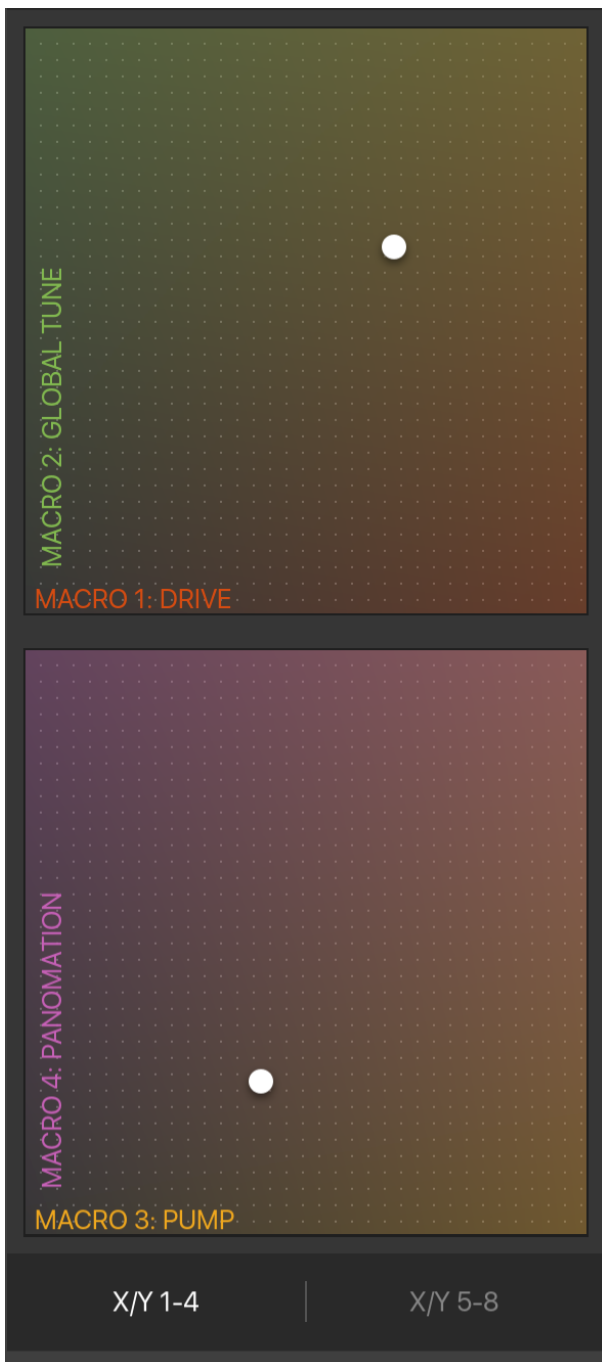 MACRO 2: GLOBAL TUNE
MACRO 1: DRIVE
MACRO 4: PANOMATION
MACRO 3: PUMP
X/Y 1-4
X/Y 5-8